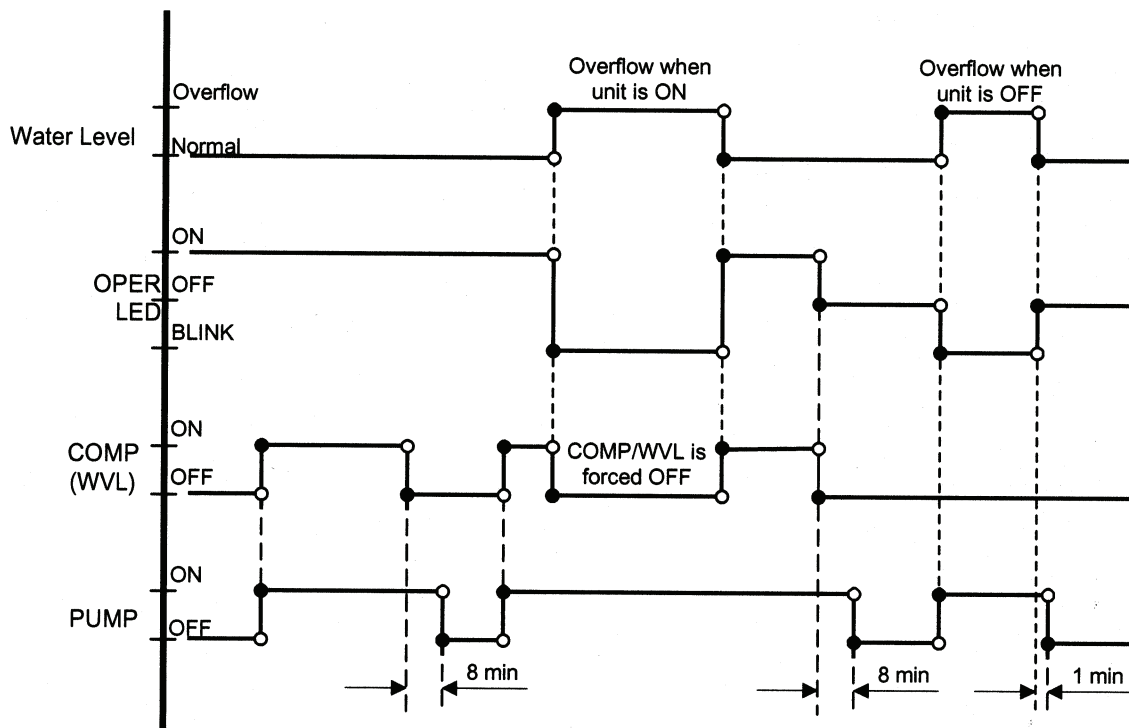 Overflow when
unit is ON
Overflow when
unit is OFF
Overflow
Water Level
Normal
ON
OPER
LED
OFF
BLINK
ON
COMP
(WVL)
OFF
COMP/WVL is
forced OFF
ON
PUMP
OFF
8 min
8 min
1 min